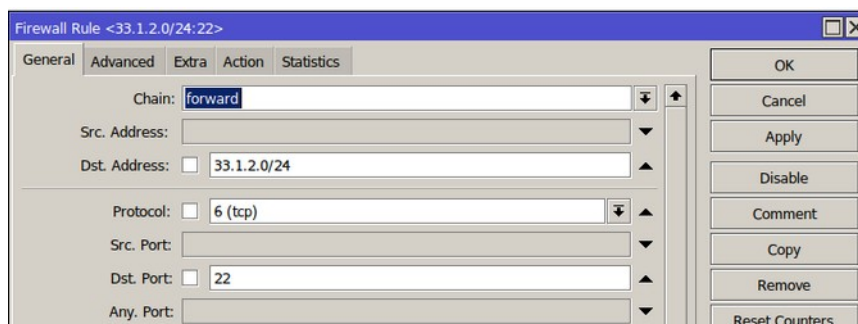 Firewall Rule <33.1.2.0/24:22>
General Advanced Extra Action Statistics
Chain: forward
Src. Address:
Dst. Address: 33.1.2.0/24
Protocol: 6 (tcp)
Src. Port:
Dst. Port: 22
Any. Port:
OK
Cancel
Apply
Disable
Comment
Copy
Remove
Reset Counters